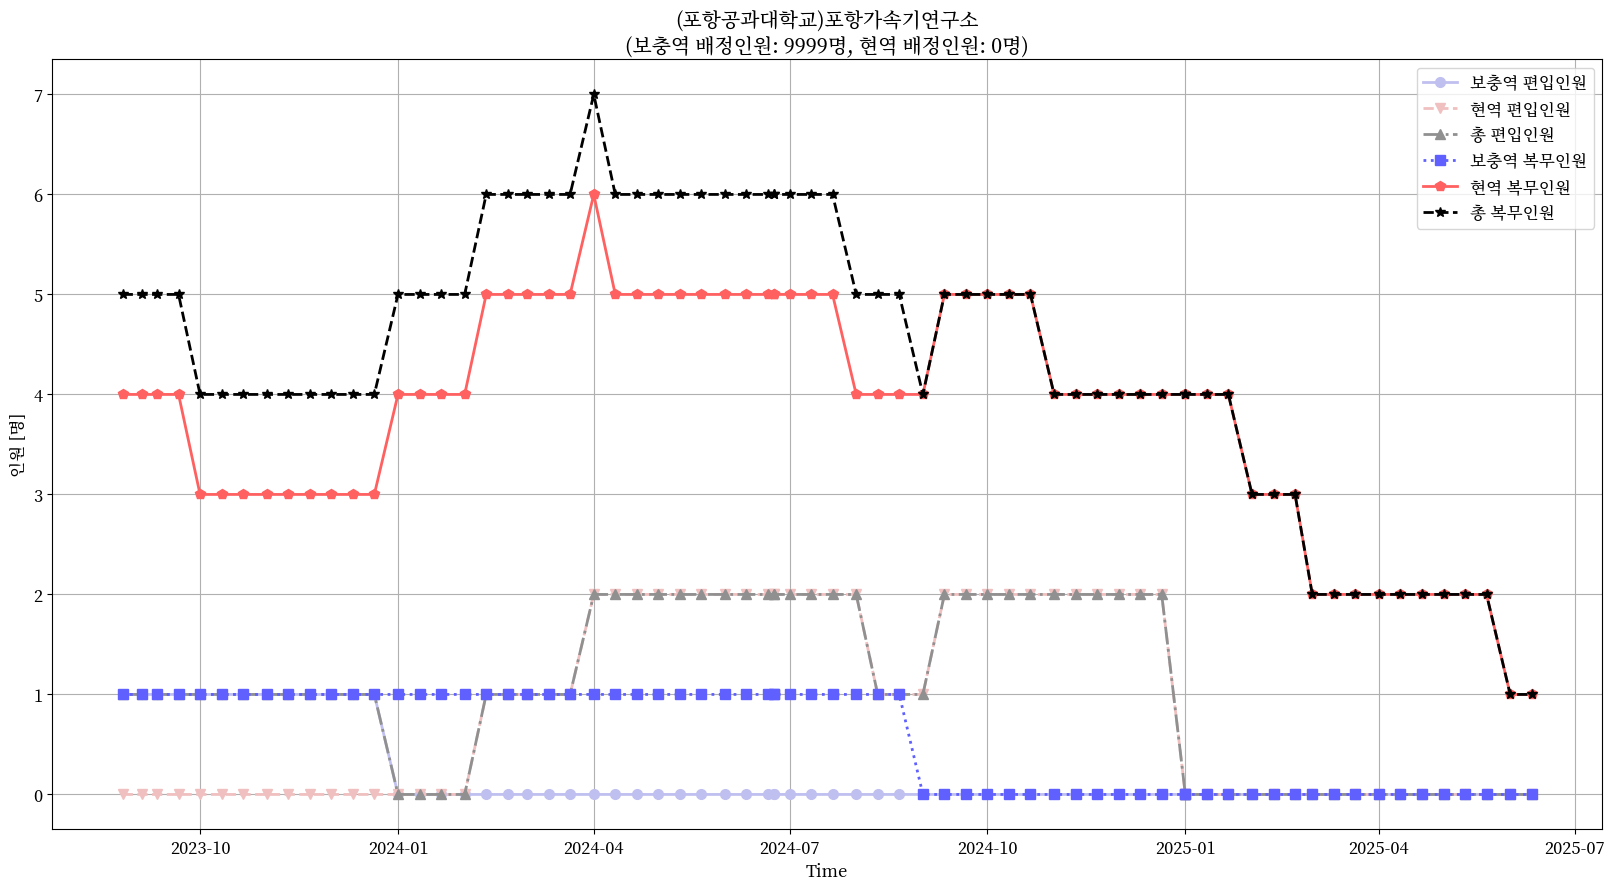 (포항공과대학교)포항가속기연구소
(보충역 배정인원: 9999명, 현역 배정인원: 0명)
보충역 편입인원
현역 편입인원
총 편입인원
보충역 복무인원
현역 복무인원
총 복무인원
인원 [명]
7
6
5
4
3
2
1
0
2023-10
2024-01
2024-04
2024-07
2024-10
2025-01
2025-04
2025-07
Time